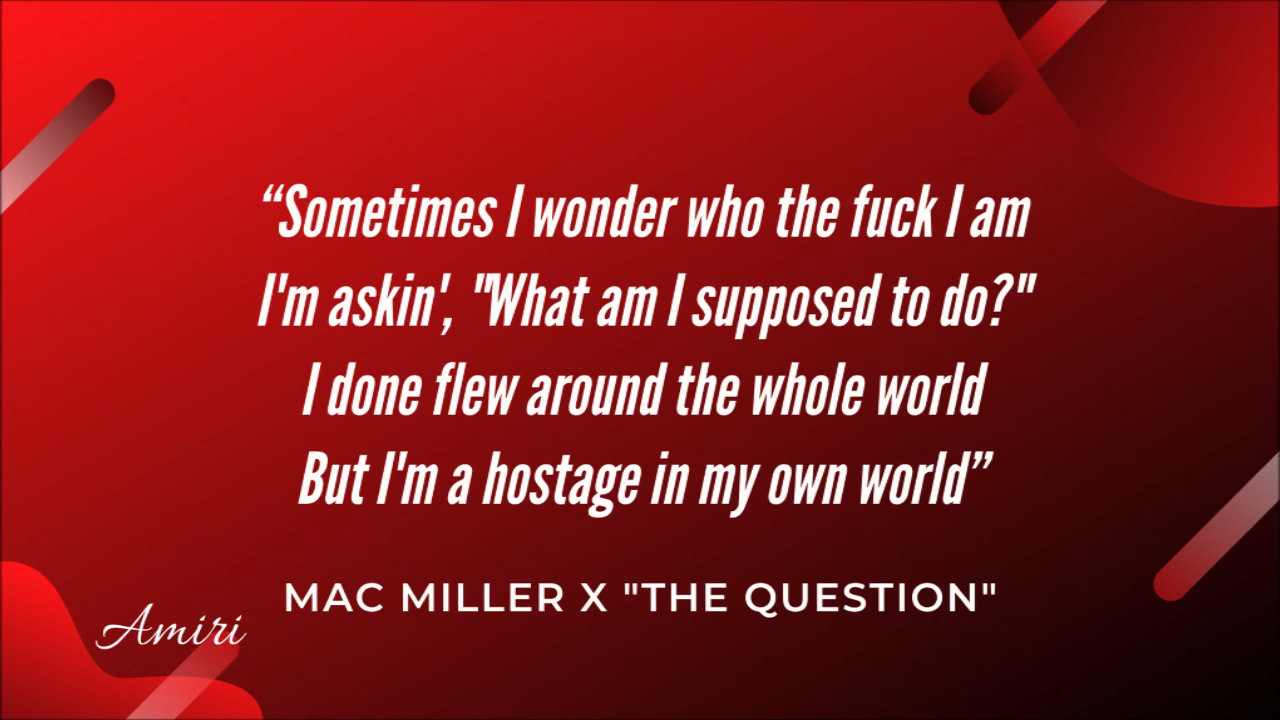 “Sometimes I wonder who the fuck I am
I'm askin', "What am I supposed to do?"
I done flew around the whole world
But I'm a hostage in my own world”
MAC MILLER X "THE QUESTION"
Amiri